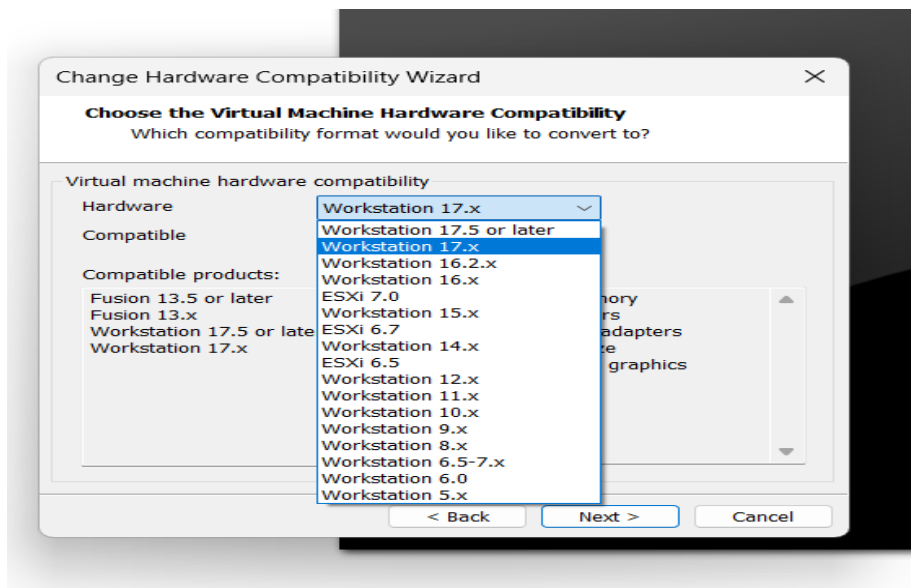 Change Hardware Compatibility Wizard
Choose the Virtual Machine Hardware Compatibility
Which compatibility format would you like to convert to?
Virtual machine hardware compatibility
Hardware
Workstation 17.x
Compatible
Workstation 17.5 or later
Workstation 17.x
Workstation 16.2.x
Workstation 16.x
ESXi 7.0
Workstation 15.x
ESXi 6.7
Workstation 14.x
ESXi 6.5
Workstation 12.x
Workstation 11.x
Workstation 10.x
Workstation 9.x
Workstation 8.x
Workstation 6.5-7.x
Workstation 6.0
Workstation 5.x
Compatible products:
Fusion 13.5 or later
Fusion 13.x
Workstation 17.5 or late
Workstation 17.x
adapters
graphics
< Back
Next >
Cancel